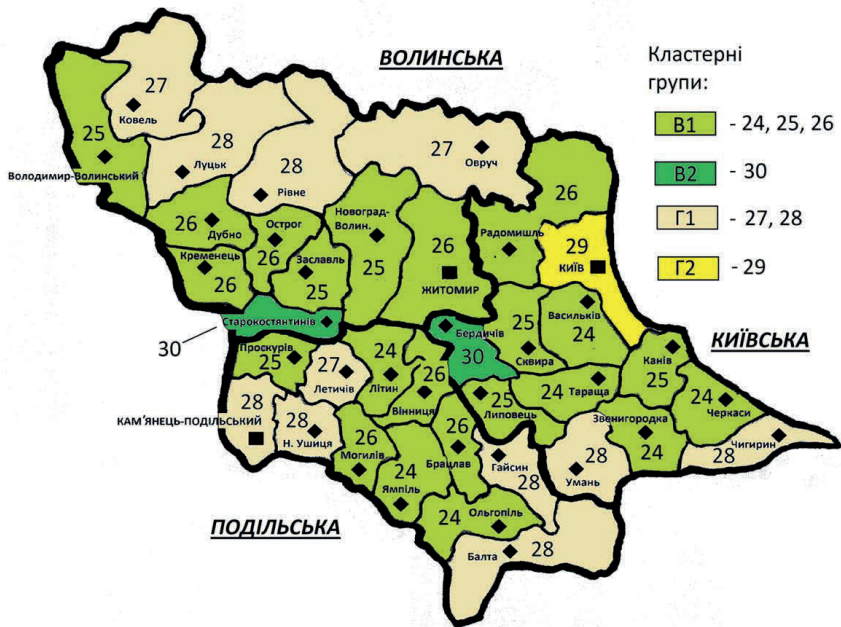 ВОЛИНСЬКА
Кластерні
групи:
В1 - 24, 25, 26
В2 - 30
Г1 - 27, 28
Г2 - 29
27
Ковель
25
Володимир-Волинський
28
Луцьк
28
Рівне
27
Овруч
26
26
Дубно
Острог
26
Новоград-
Волин.
25
26
ЖИТОМИР
Радомишль
29
КИЇВ
Кременець
26
Заславль
25
Васильків
24
Старокостянтинів
30
Бердичів
30
25
Сквира
КИЇВСЬКА
Проскурів
25
27
Летичів
24
Літин
26
Вінниця
25
Липовець
24
Тараща
Канів
25
24
Черкаси
28
КАМ'ЯНЕЦЬ-ПОДІЛЬСЬКИЙ
28
Н. Ушиця
26
Могилів
24
Ямпіль
26
Брацлав
Гайсин
28
28
Умань
Звенигородка
24
Чигирин
28
ПОДІЛЬСЬКА
24
Ольгопіль
Балта
28